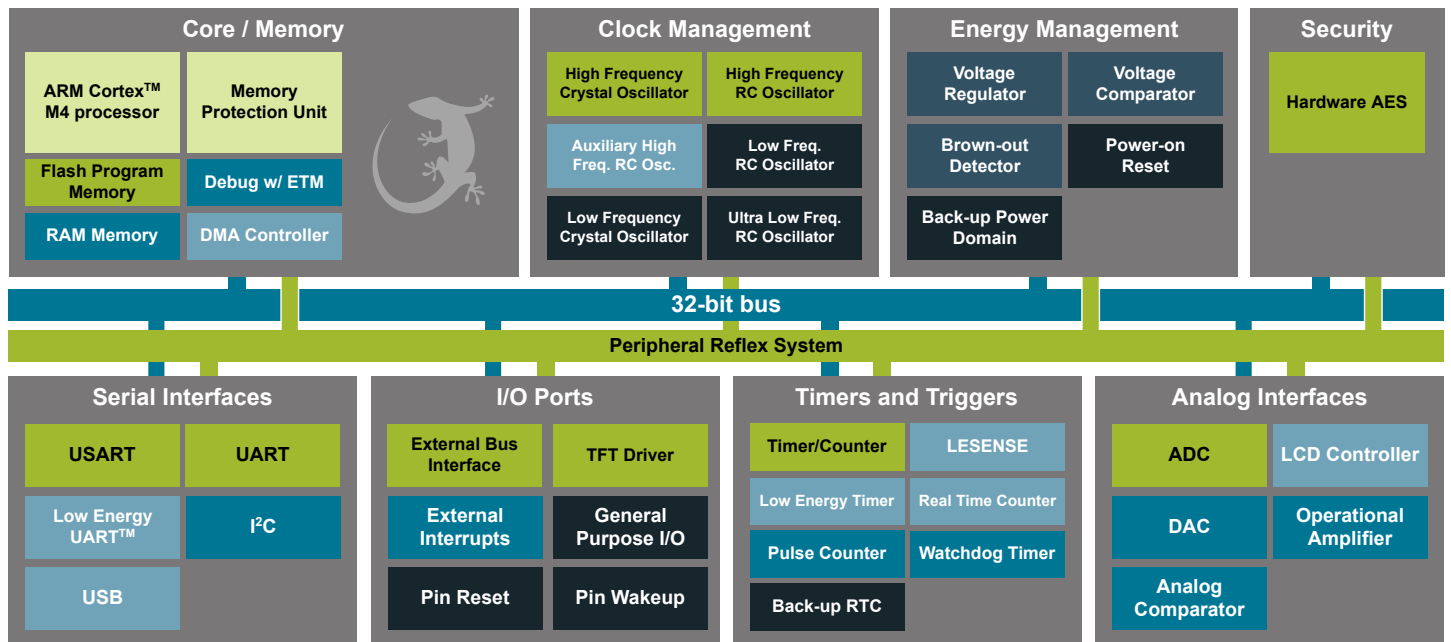 Core / Memory
ARM Cortex™
M4 processor
Memory
Protection Unit
Flash Program
Memory
Debug w/ ETM
RAM Memory
DMA Controller
Clock Management
High Frequency
Crystal Oscillator
High Frequency
RC Oscillator
Auxiliary High
Freq. RC Osc.
Low Freq.
RC Oscillator
Low Frequency
Crystal Oscillator
Ultra Low Freq.
RC Oscillator
Energy Management
Voltage
Regulator
Voltage
Comparator
Brown-out
Detector
Power-on
Reset
Back-up Power
Domain
Security
Hardware AES
32-bit bus
Peripheral Reflex System
Serial Interfaces
USART
UART
Low Energy
UART™
I²C
USB
I/O Ports
External Bus
Interface
TFT Driver
External
Interrupts
General
Purpose I/O
Pin Reset
Pin Wakeup
Timers and Triggers
Timer/Counter
LESENSE
Low Energy Timer
Real Time Counter
Pulse Counter
Watchdog Timer
Back-up RTC
Analog Interfaces
ADC
LCD Controller
DAC
Operational
Amplifier
Analog
Comparator